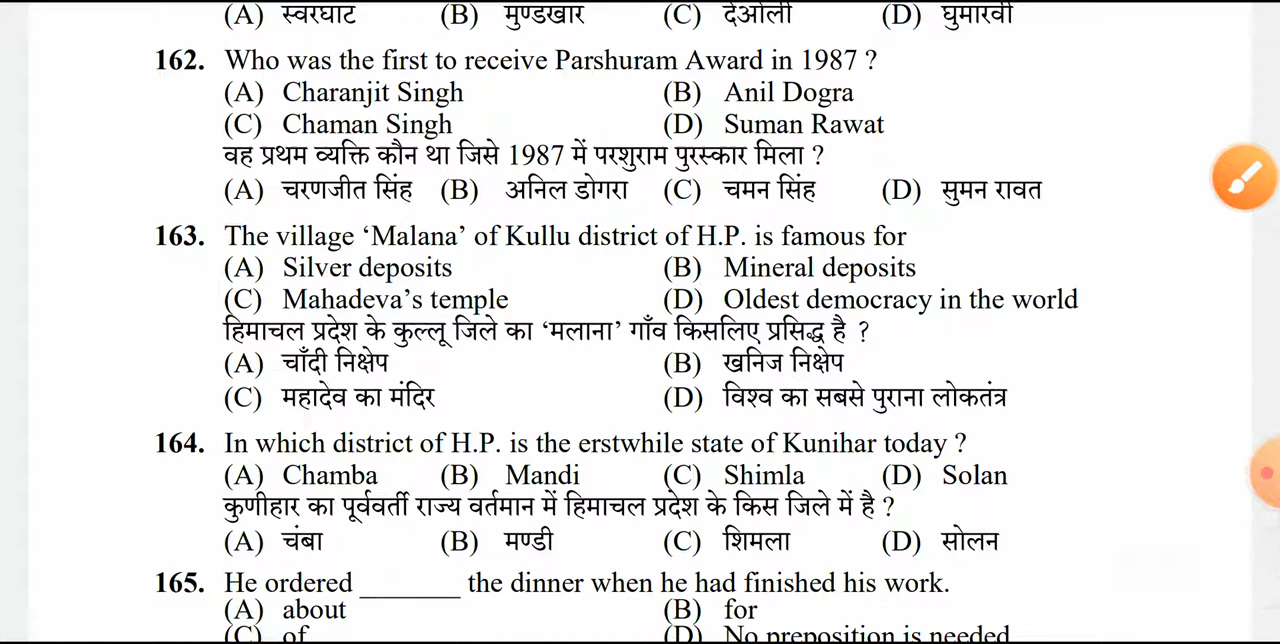 (A) स्वरघाट (B) मुण्डखार (C) देओली (D) घुमारवी
162. Who was the first to receive Parshuram Award in 1987 ?
(A) Charanjit Singh (B) Anil Dogra
(C) Chaman Singh (D) Suman Rawat
वह प्रथम व्यक्ति कौन था जिसे 1987 में परशुराम पुरस्कार मिला ?
(A) चरणजीत सिंह (B) अनिल डोगरा (C) चमन सिंह (D) सुमन रावत
163. The village ‘Malana’ of Kullu district of H.P. is famous for
(A) Silver deposits (B) Mineral deposits
(C) Mahadeva’s temple (D) Oldest democracy in the world
हिमाचल प्रदेश के कुल्लू जिले का ‘मलाना’ गाँव किसलिए प्रसिद्ध है ?
(A) चाँदी निक्षेप (B) खनिज निक्षेप
(C) महादेव का मंदिर (D) विश्व का सबसे पुराना लोकतंत्र
164. In which district of H.P. is the erstwhile state of Kunihar today ?
(A) Chamba (B) Mandi (C) Shimla (D) Solan
कुणीहार का पूर्ववर्ती राज्य वर्तमान में हिमाचल प्रदेश के किस जिले में है ?
(A) चंबा (B) मण्डी (C) शिमला (D) सोलन
165. He ordered _______ the dinner when he had finished his work.
(A) about (B) for
(C) of (D) No preposition is needed